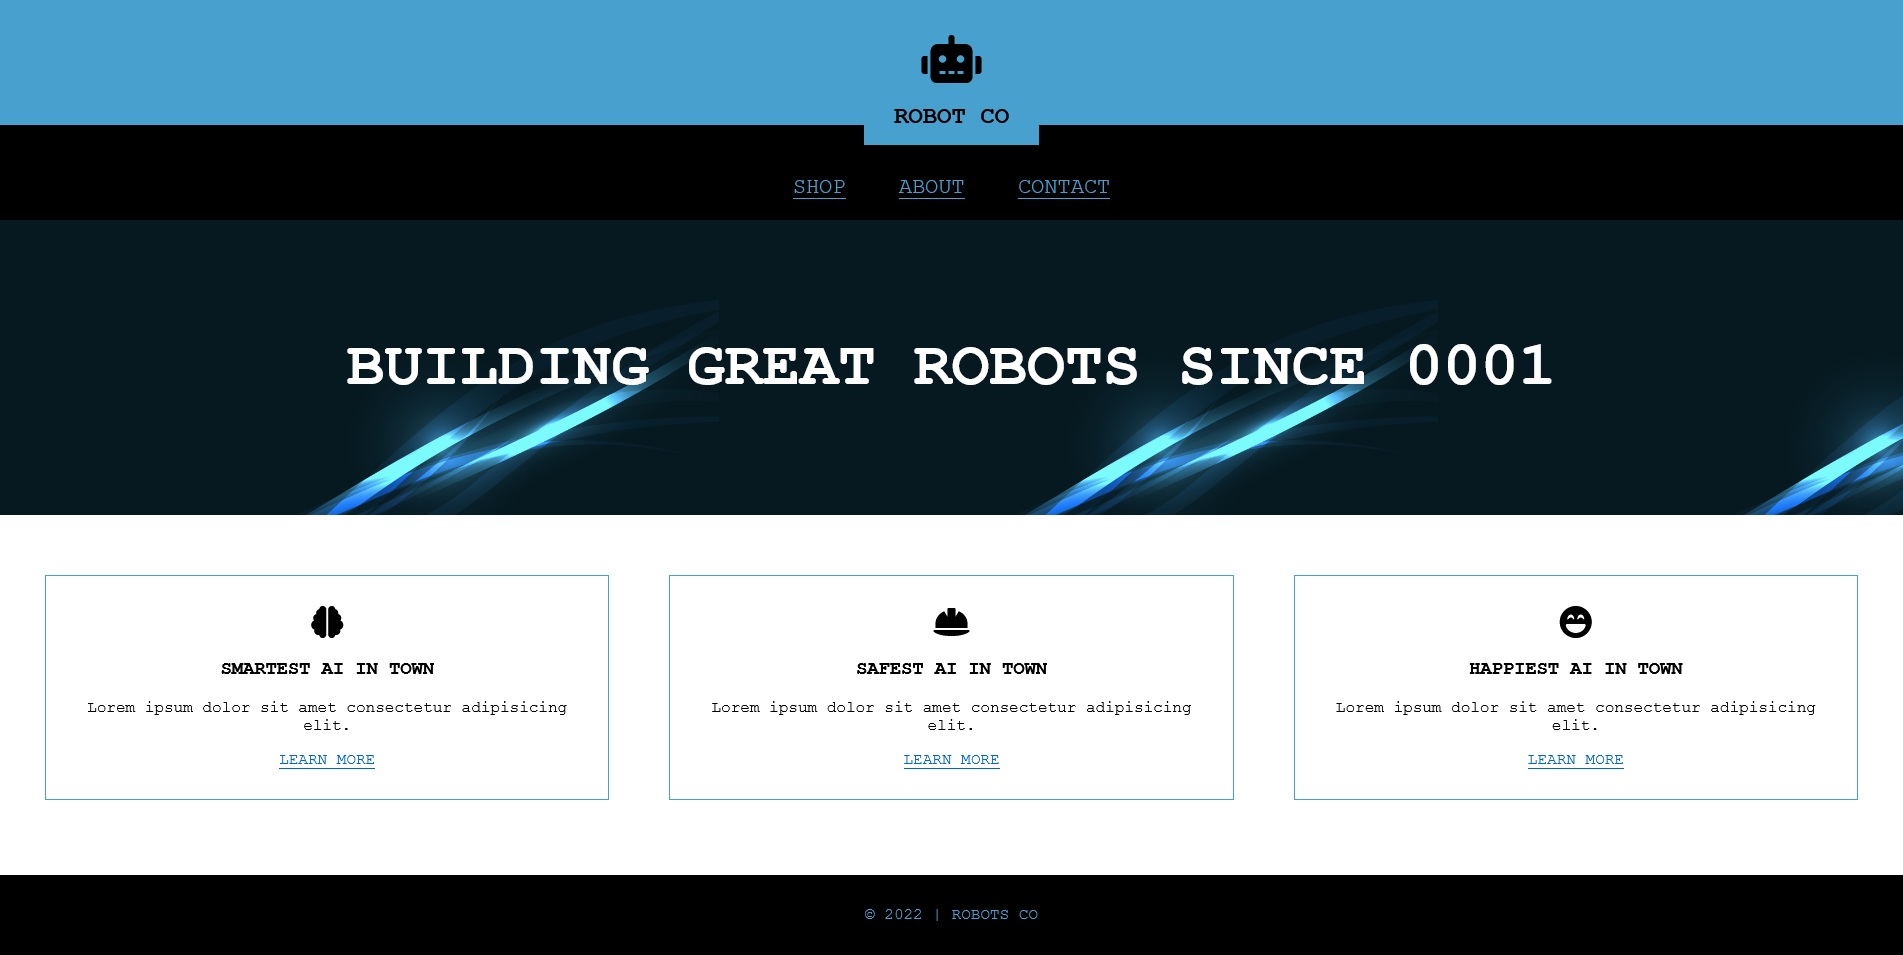 ROBOT CO
SHOP ABOUT CONTACT
BUILDING GREAT ROBOTS SINCE 0001
SMARTEST AI IN TOWN
Lorem ipsum dolor sit amet consectetur adipisicing
elit.
LEARN MORE
SAFEST AI IN TOWN
Lorem ipsum dolor sit amet consectetur adipisicing
elit.
LEARN MORE
HAPPIEST AI IN TOWN
Lorem ipsum dolor sit amet consectetur adipisicing
elit.
LEARN MORE
© 2022 | ROBOTS CO